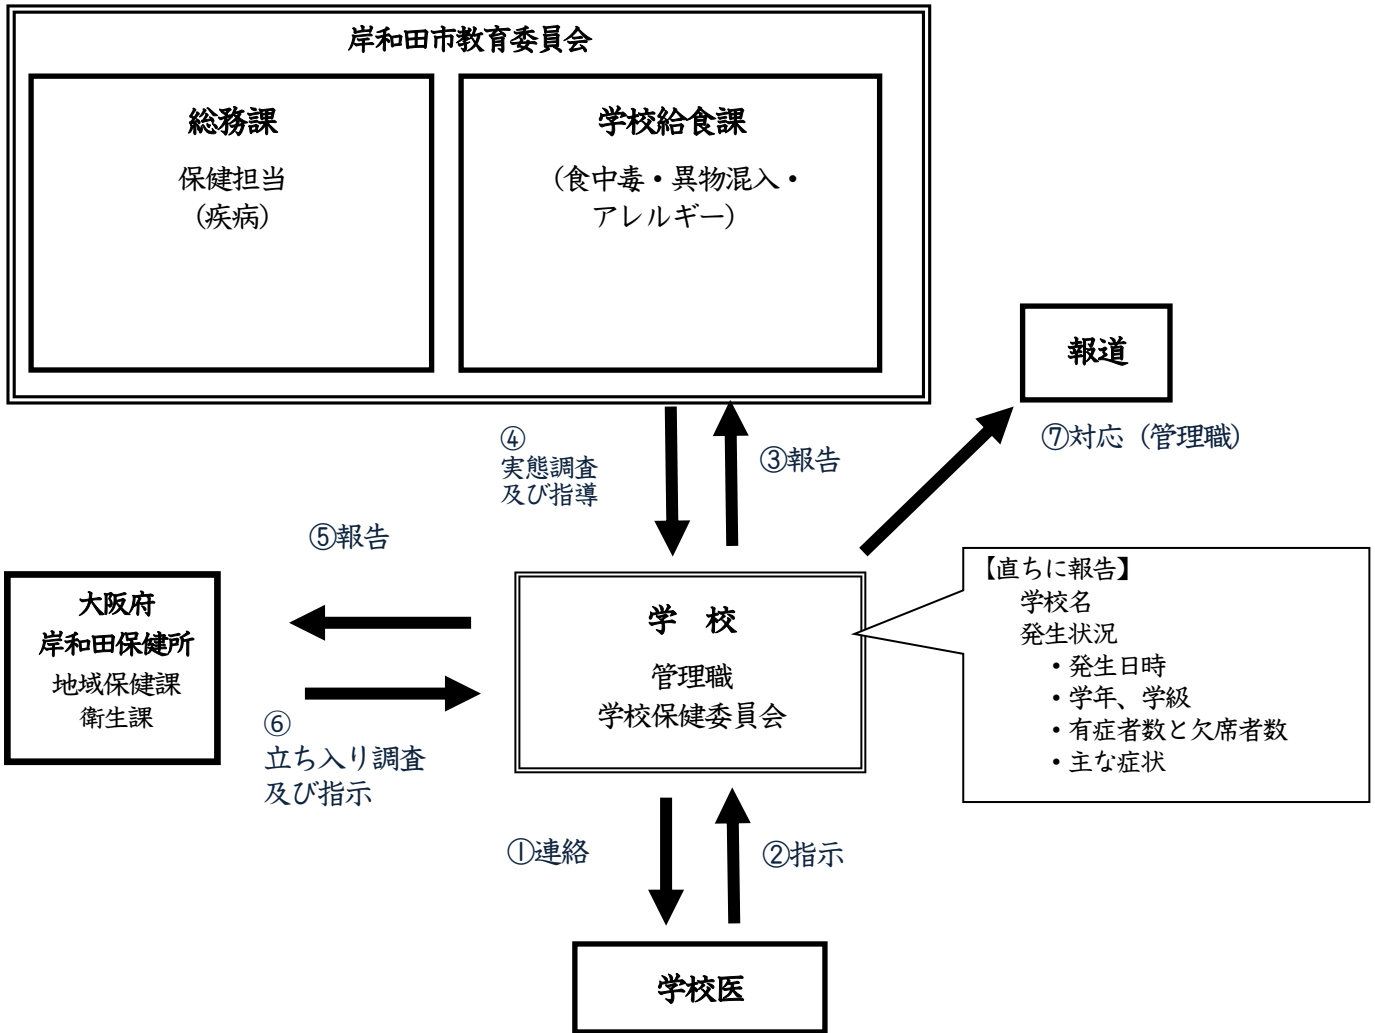 岸和田市教育委員会
総務課
保健担当
(疾病)
学校給食課
(食中毒・異物混入・
アレルギー)
報道
⑦対応(管理職)
④
実態調査
及び指導
③報告
⑤報告
大阪府
岸和田保健所
地域保健課
衛生課
⑥
立ち入り調査
及び指示
学 校
管理職
学校保健委員会
【直ちに報告】
学校名
発生状況
・発生日時
・学年、学級
・有症者数と欠席者数
・主な症状
①連絡
②指示
学校医